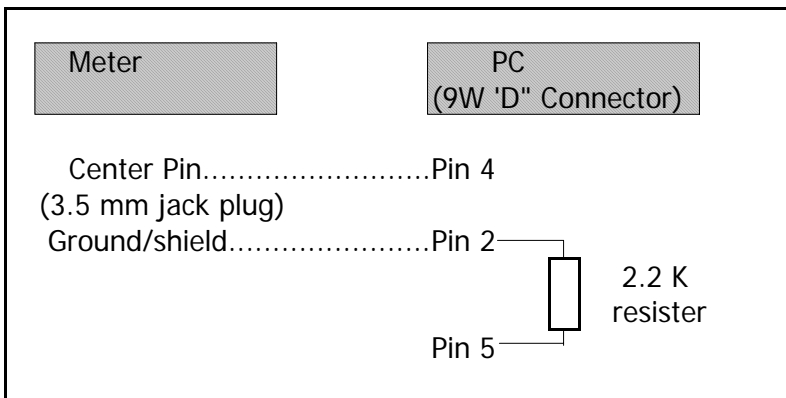 Meter PC
(9W 'D" Connector)
Center Pin..........................Pin 4
(3.5 mm jack plug)
Ground/shield.......................Pin 2
2.2 K
resister
Pin 5